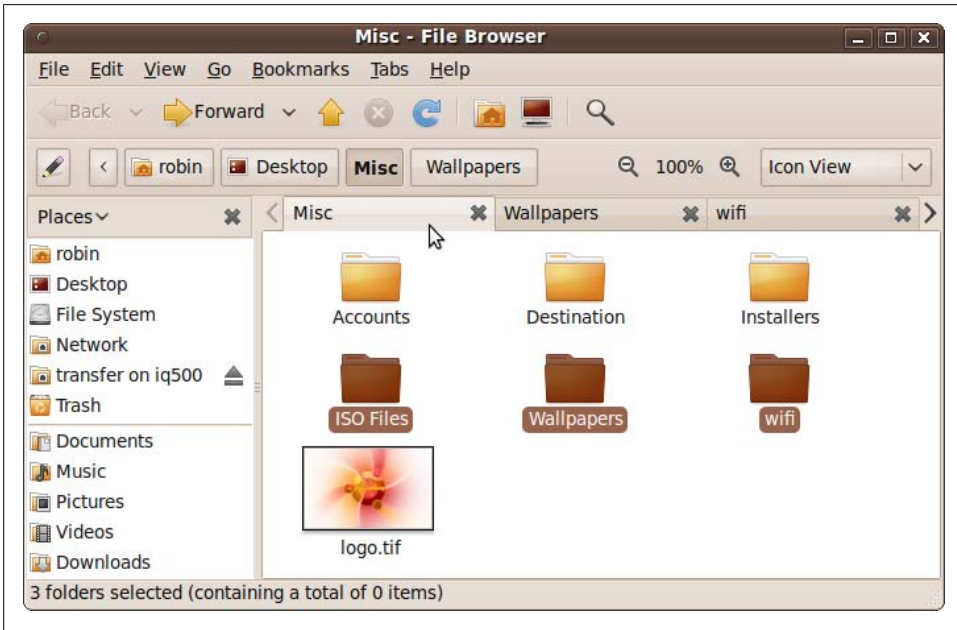 Misc - File Browser
File Edit View Go Bookmarks Tabs Help
Back Forward
robin Desktop Misc Wallpapers 100% Icon View
Places
Misc Wallpapers wifi
robin
Desktop
File System
Network
transfer on iq500
Trash
Documents
Music
Pictures
Videos
Downloads
Accounts Destination Installers
ISO Files Wallpapers wifi
logo.tif
3 folders selected (containing a total of 0 items)